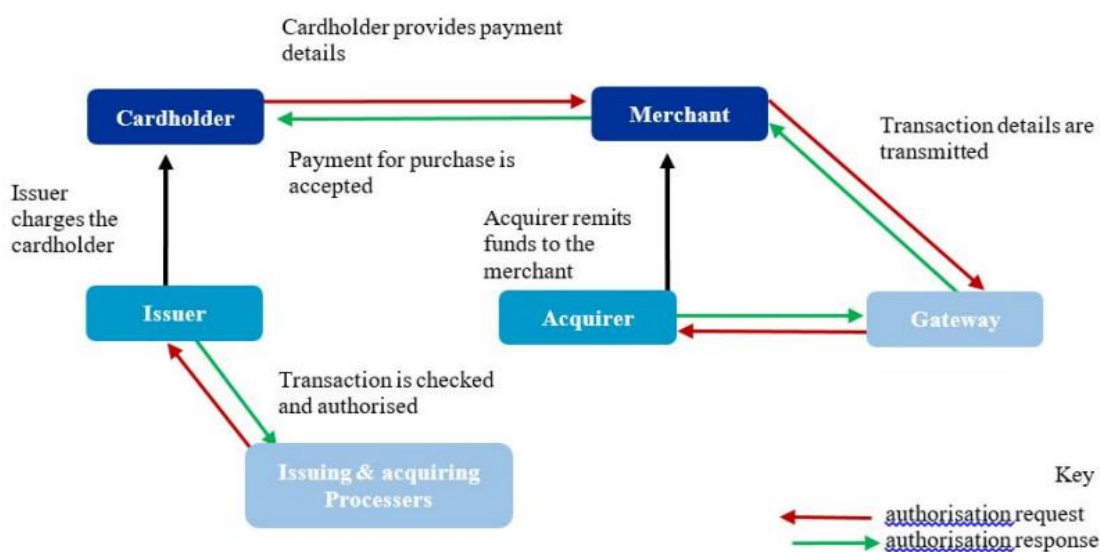 Cardholder provides payment
details
Cardholder
Merchant
Transaction details are
transmitted
Payment for purchase is
accepted
Issuer
charges the
cardholder
Acquirer remits
funds to the
merchant
Issuer
Acquirer
Gateway
Transaction is checked
and authorised
Issuing & acquiring
Processers
Key
authorisation request
authorisation response